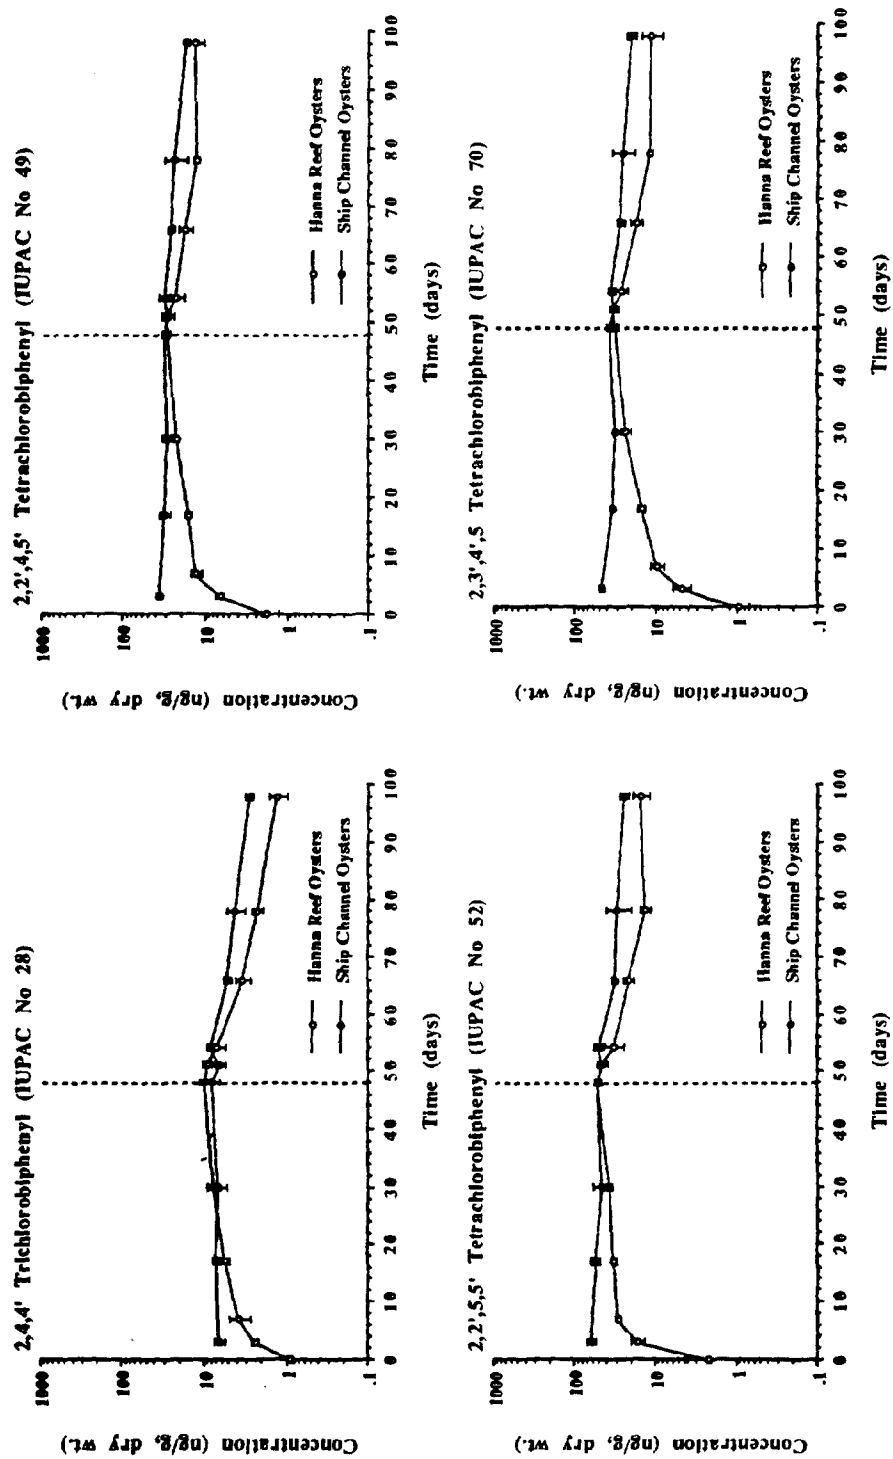 2,4,4' Trichlorobiphenyl (IUPAC No 28)
Concentration (ng/g, dry wt.)
1000
100
10
1
.1
0 10 20 30 40 50 60 70 80 90 100
Time (days)
Hanna Reef Oysters
Ship Channel Oysters
2,2',4,5' Tetrachlorobiphenyl (IUPAC No 49)
Concentration (ng/g, dry wt.)
1000
100
10
1
.1
0 10 20 30 40 50 60 70 80 90 100
Time (days)
Hanna Reef Oysters
Ship Channel Oysters
2,2',5,5' Tetrachlorobiphenyl (IUPAC No 52)
Concentration (ng/g, dry wt.)
1000
100
10
1
.1
0 10 20 30 40 50 60 70 80 90 100
Time (days)
Hanna Reef Oysters
Ship Channel Oysters
2,3',4',5 Tetrachlorobiphenyl (IUPAC No 70)
Concentration (ng/g, dry wt.)
1000
100
10
1
.1
0 10 20 30 40 50 60 70 80 90 100
Time (days)
Hanna Reef Oysters
Ship Channel Oysters